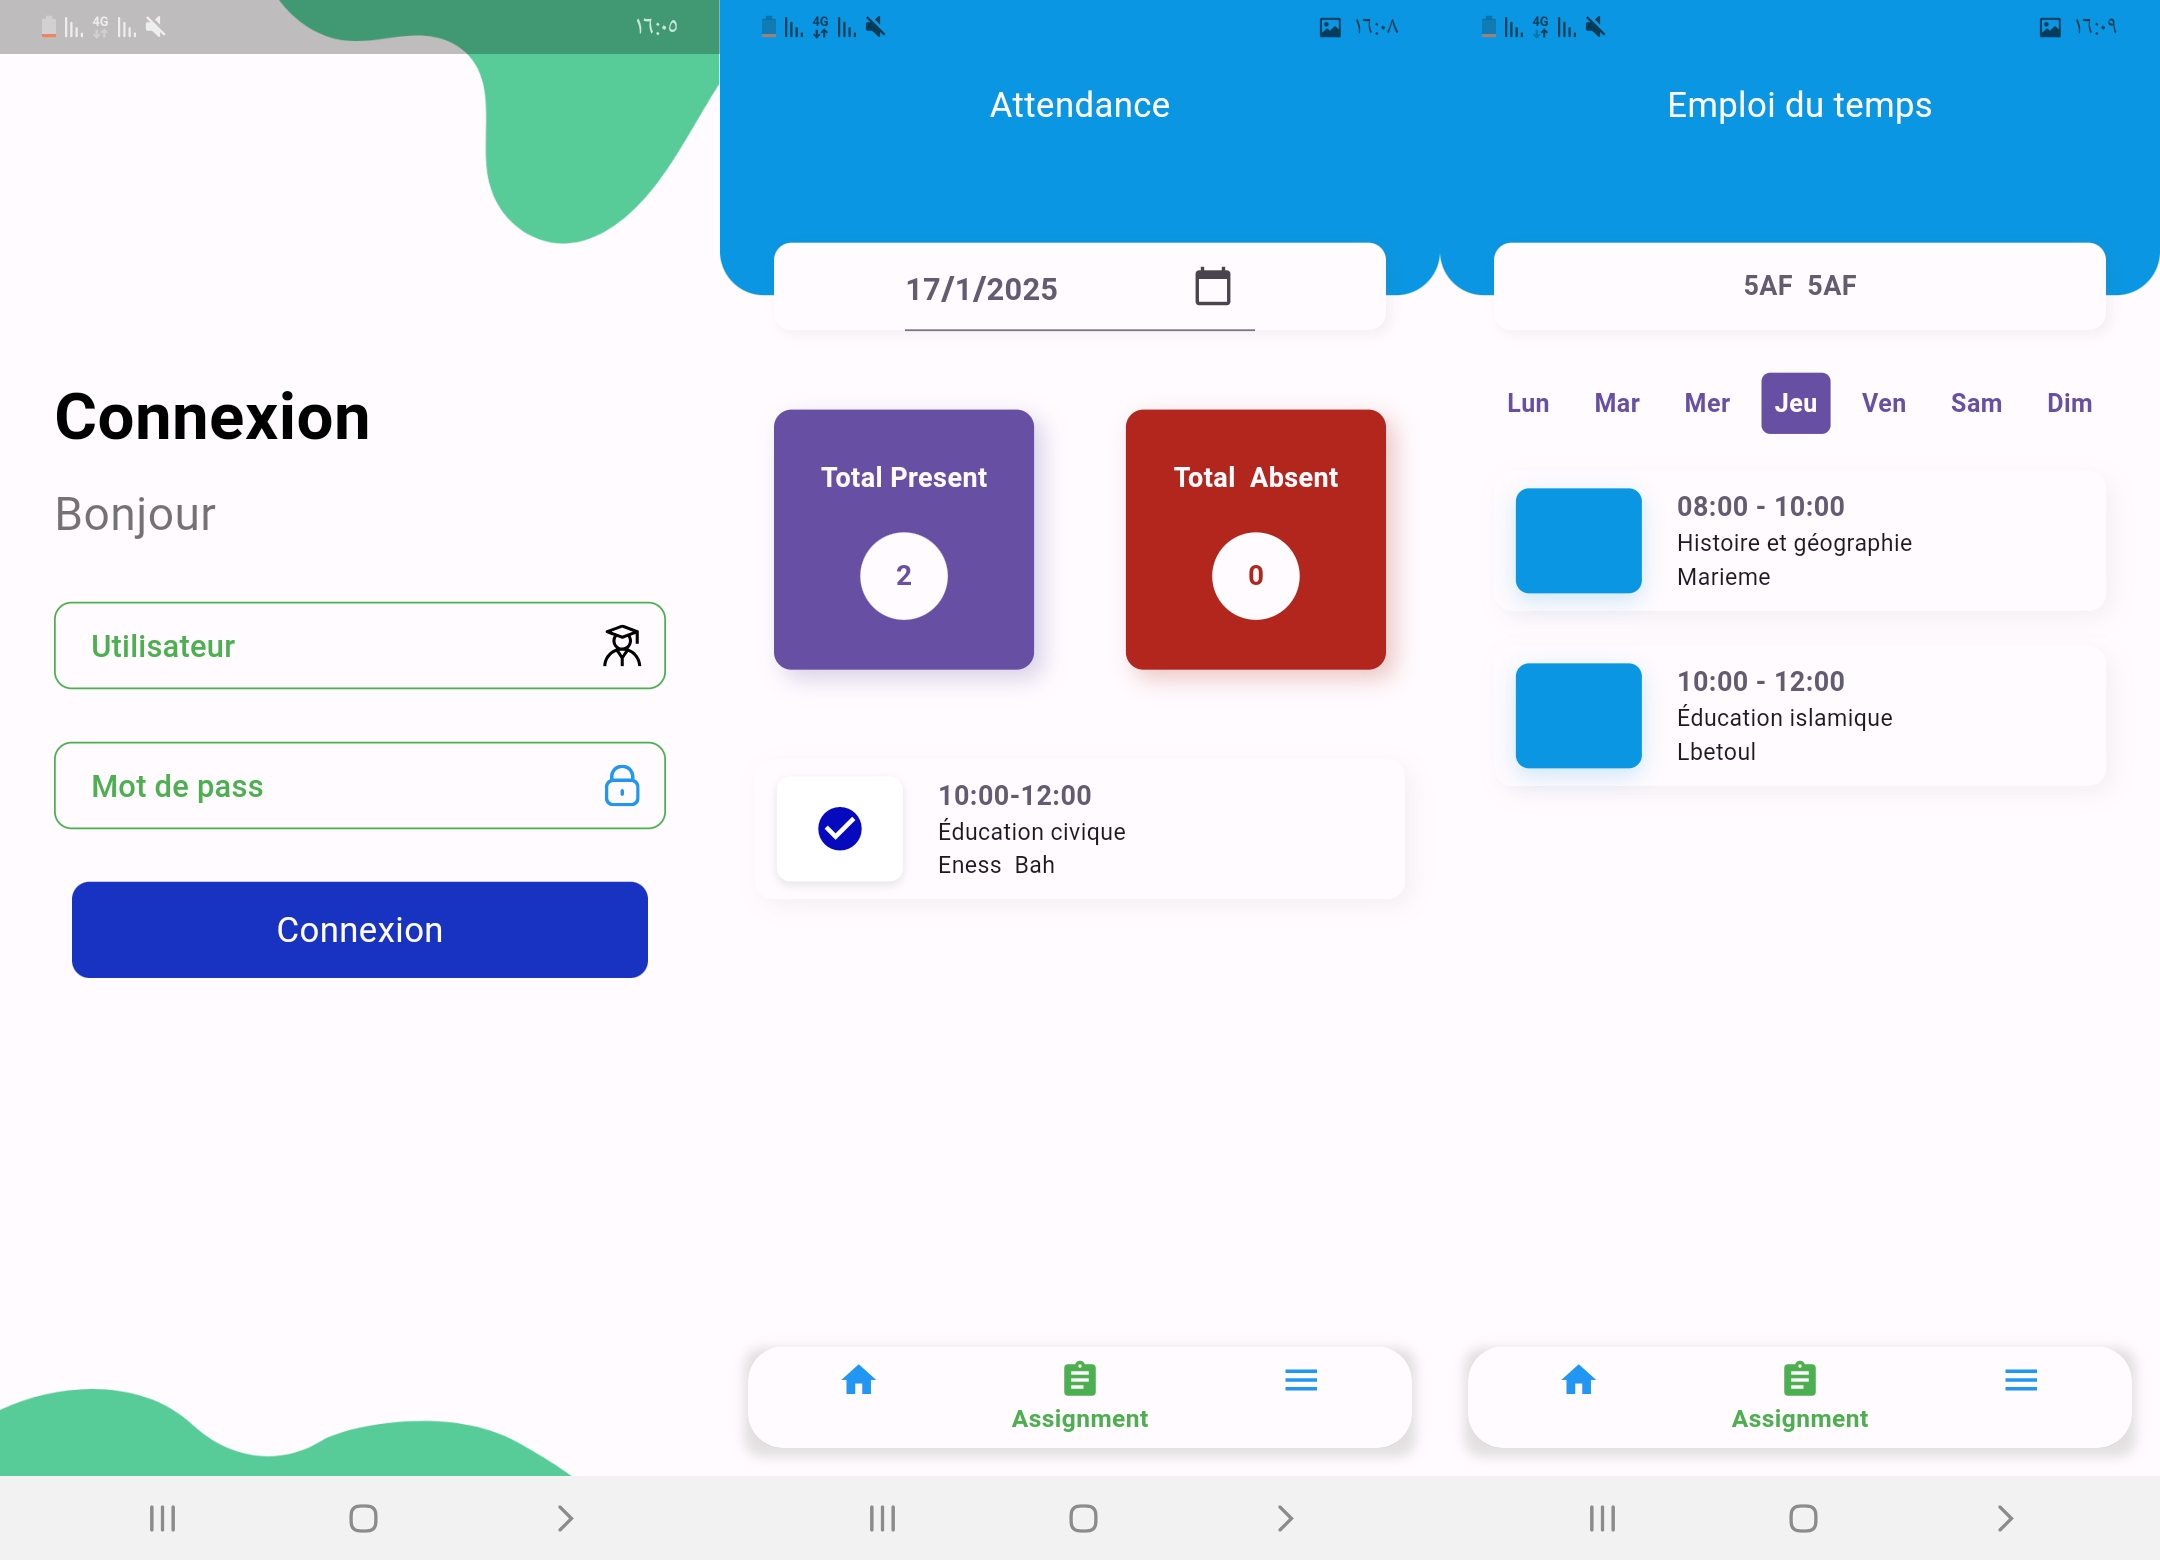 4G
١٦:٠٥
Connexion
Bonjour
Utilisateur
Mot de pass
Connexion
4G
١٦:٠٨
Attendance
17/1/2025
Total Present
2
Total  Absent
0
10:00-12:00
Éducation civique
Eness  Bah
Assignment
4G
١٦:٠٩
Emploi du temps
5AF  5AF
Lun Mar Mer Jeu Ven Sam Dim
08:00 - 10:00
Histoire et géographie
Marieme
10:00 - 12:00
Éducation islamique
Lbetoul
Assignment